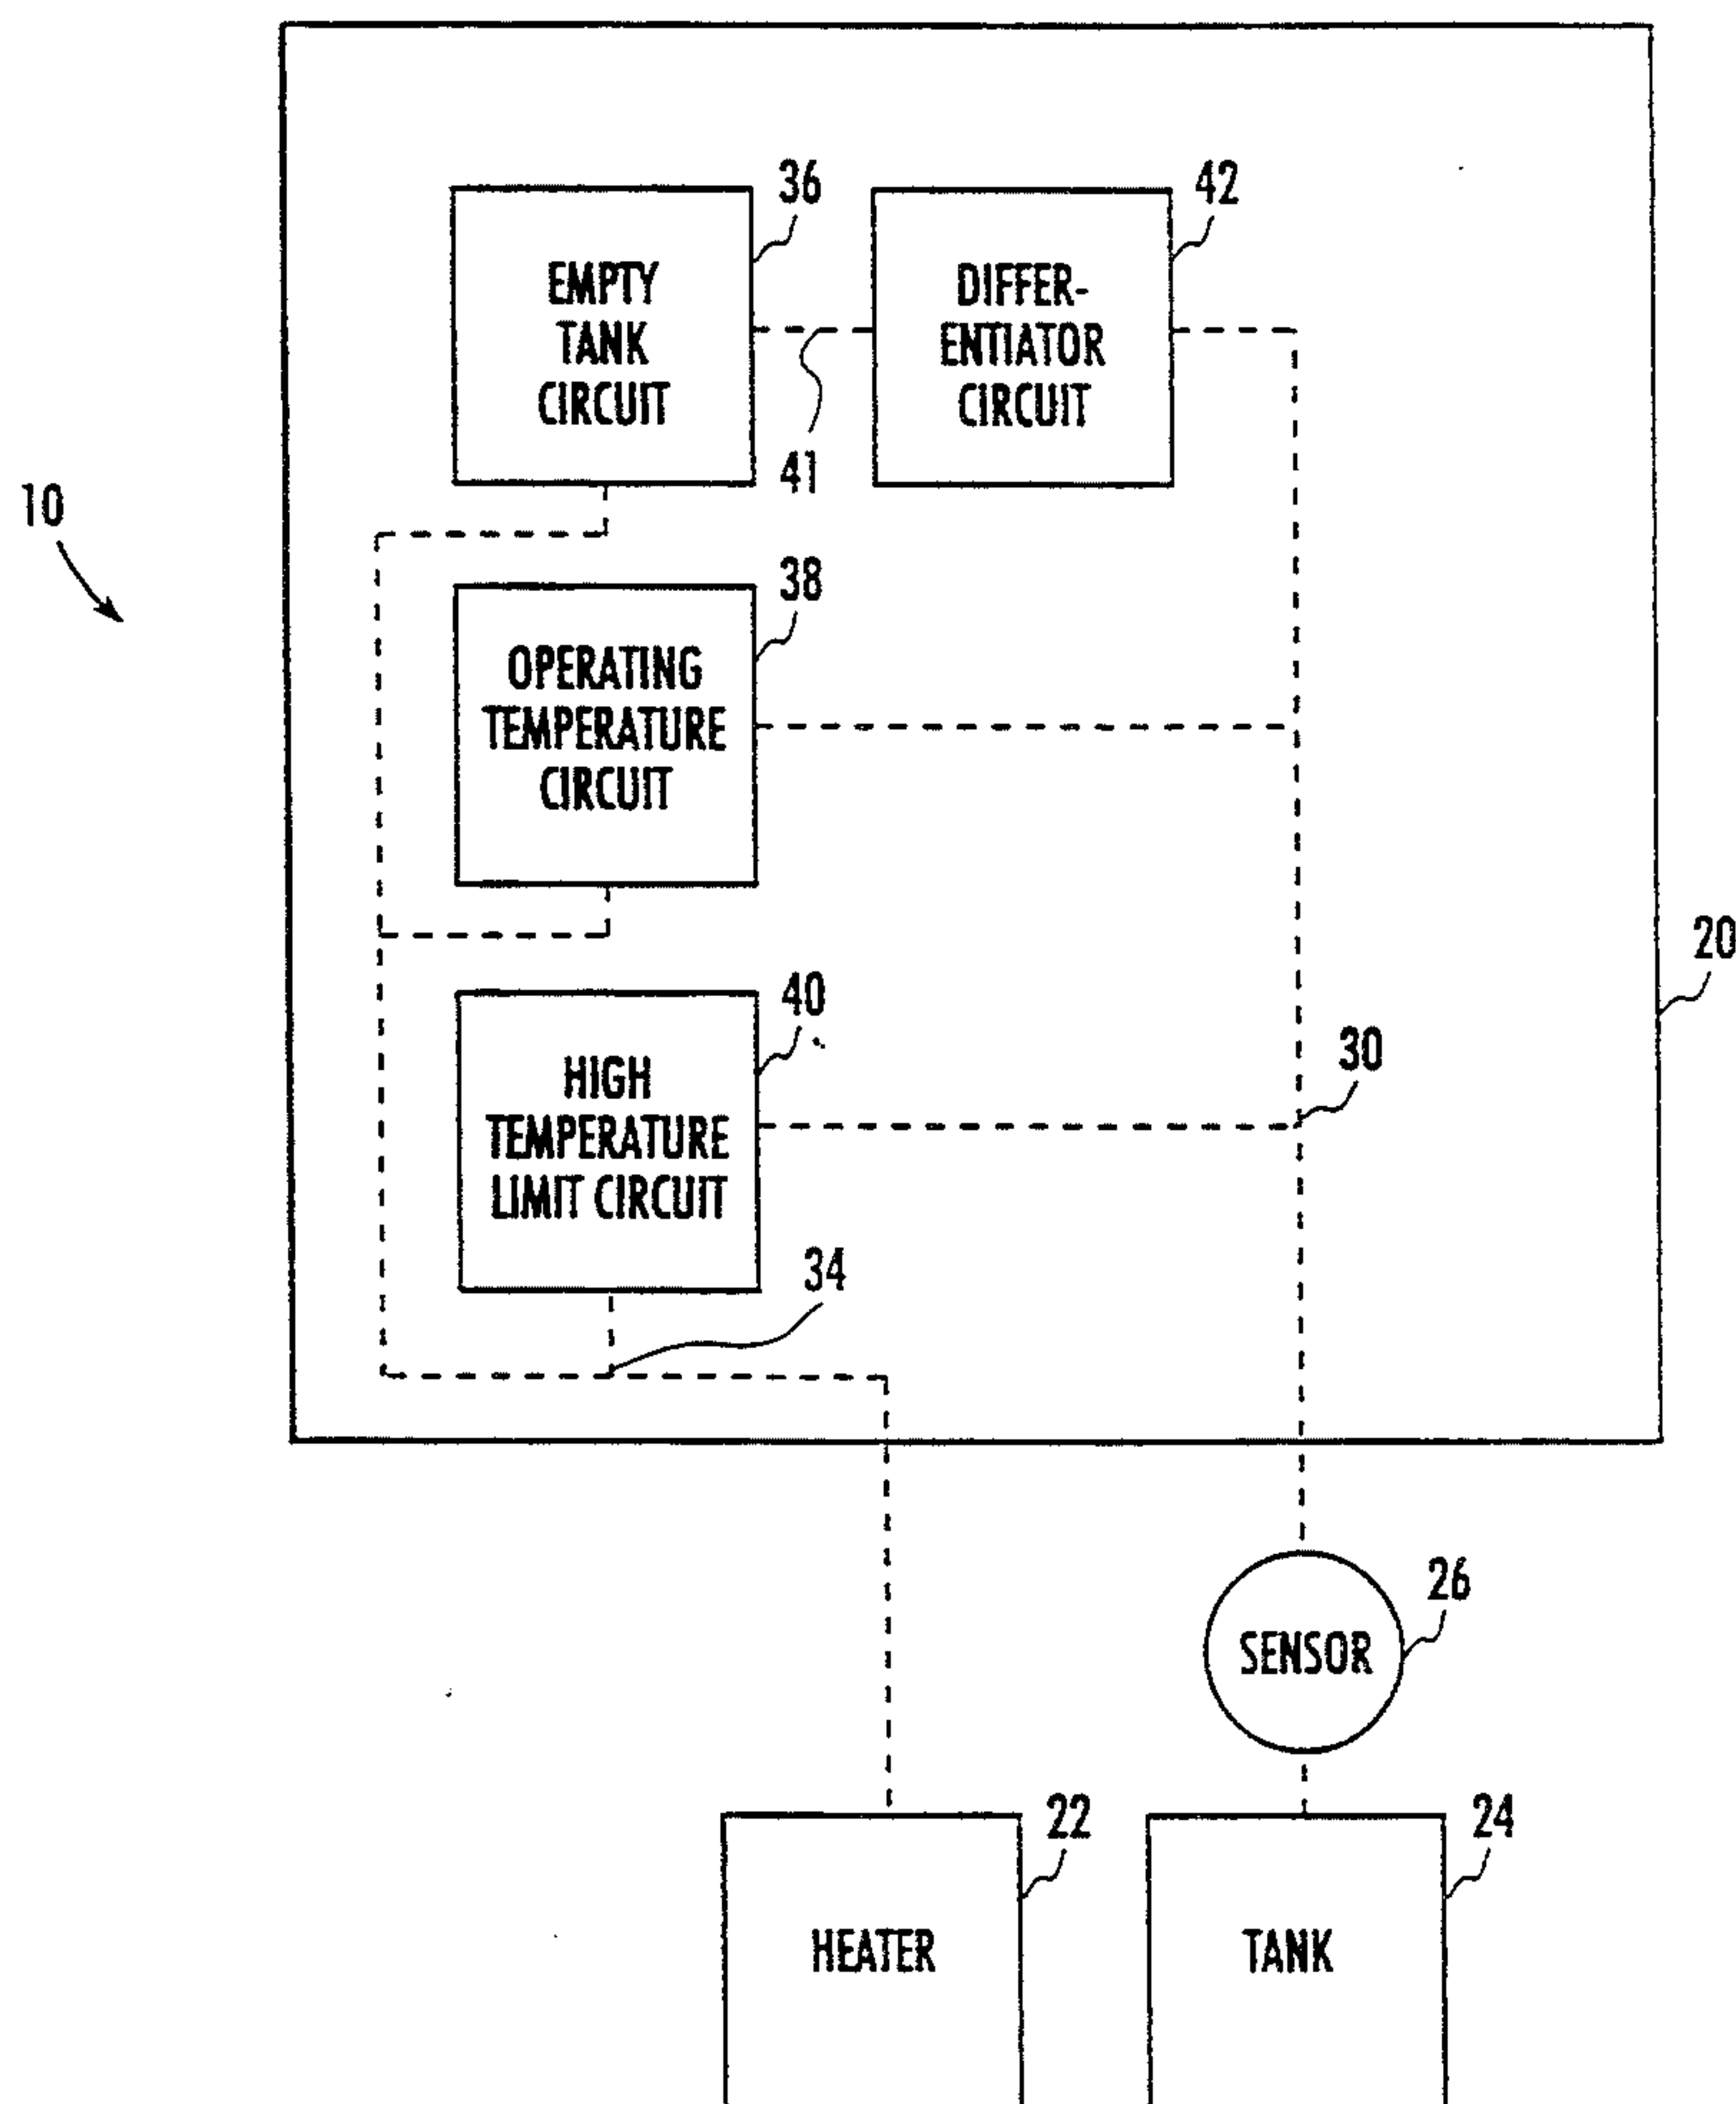 36
42
EMPTY
TANK
CIRCUIT
DIFFER-
ENTIATOR
CIRCUIT
41
10
38
OPERATING
TEMPERATURE
CIRCUIT
20
40
30
HIGH
TEMPERATURE
LIMIT CIRCUIT
34
26
SENSOR
22
24
HEATER
TANK